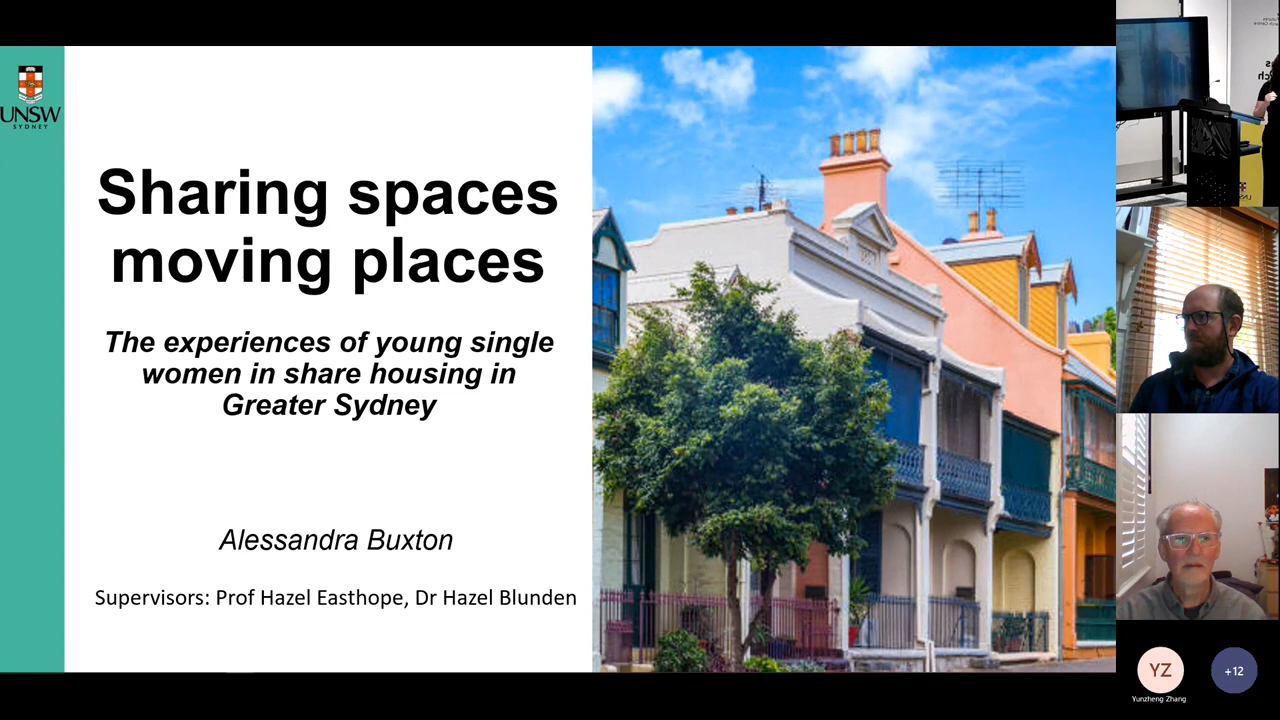 UNSW
SYDNEY
Sharing spaces
moving places
The experiences of young single
women in share housing in
Greater Sydney
Alessandra Buxton
Supervisors: Prof Hazel Easthope, Dr Hazel Blunden
YZ
Yunzheng Zhang
+12